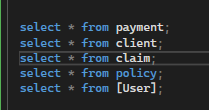 select * from payment;
select * from client;
select * from claim;
select * from policy;
select * from [User];